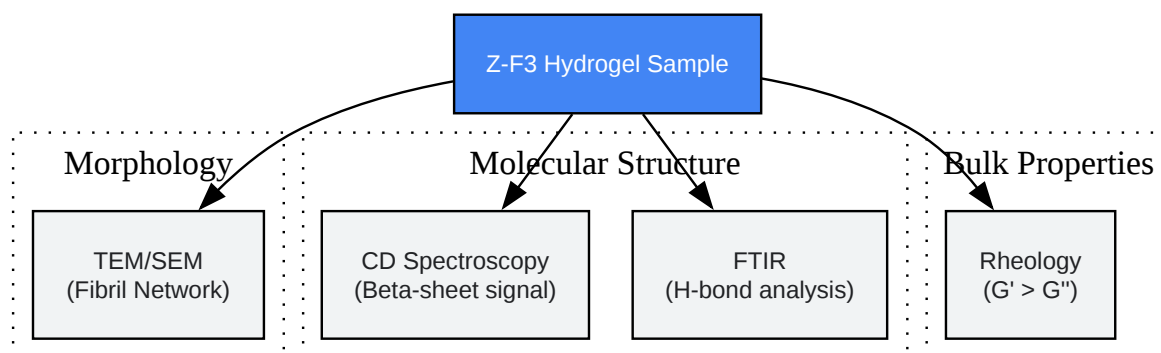 Z-F3 Hydrogel Sample
Morphology
Molecular Structure
Bulk Properties
TEM/SEM
(Fibril Network)
CD Spectroscopy
(Beta-sheet signal)
FTIR
(H-bond analysis)
Rheology
(G' > G'')